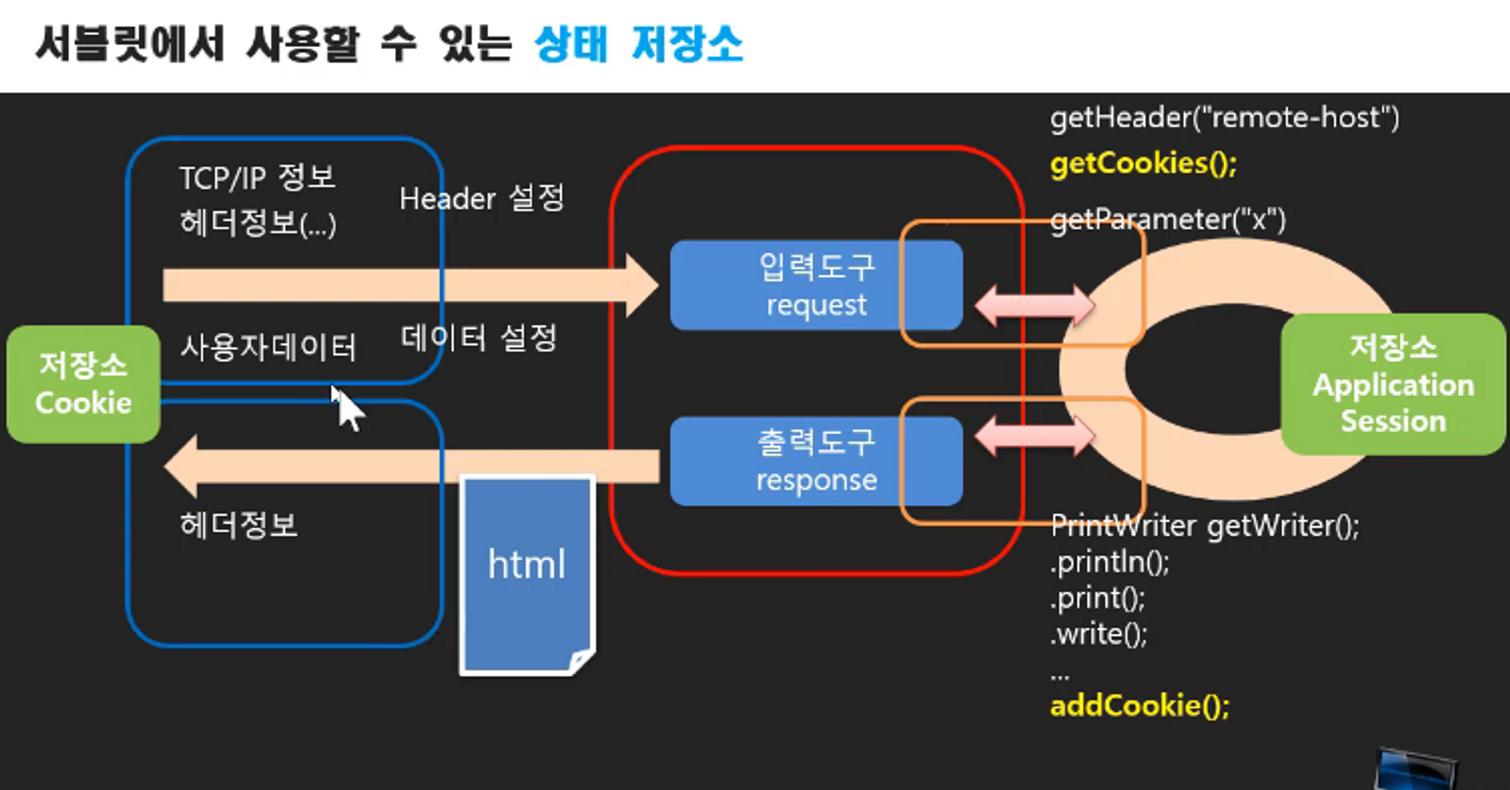 서블릿에서 사용할 수 있는 상태 저장소
TCP/IP 정보
헤더정보(...)
Header 설정
사용자데이터
데이터 설정
저장소
Cookie
헤더정보
html
입력도구
request
출력도구
response
getHeader("remote-host")
getCookies();
getParameter("x")
저장소
Application
Session
PrintWriter getWriter();
.println();
.print();
.write();
...
addCookie();